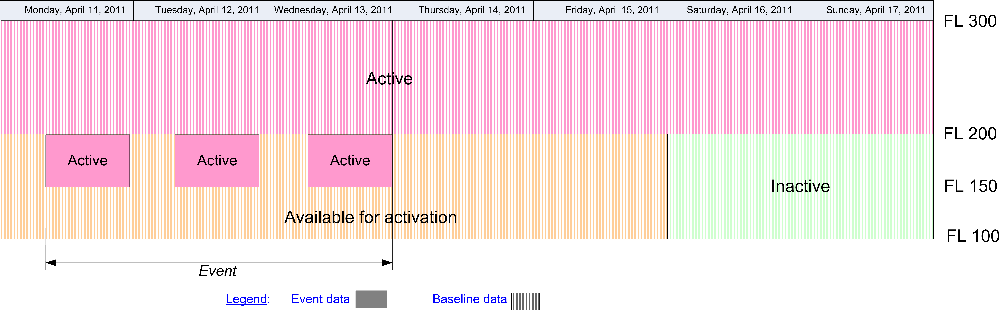 Monday, April 11, 2011 Tuesday, April 12, 2011 Wednesday, April 13, 2011 Thursday, April 14, 2011 Friday, April 15, 2011 Saturday, April 16, 2011 Sunday, April 17, 2011
FL 300
Active
FL 200
Active Active Active
Inactive FL 150
Available for activation
FL 100
Event
Legend: Event data Baseline data